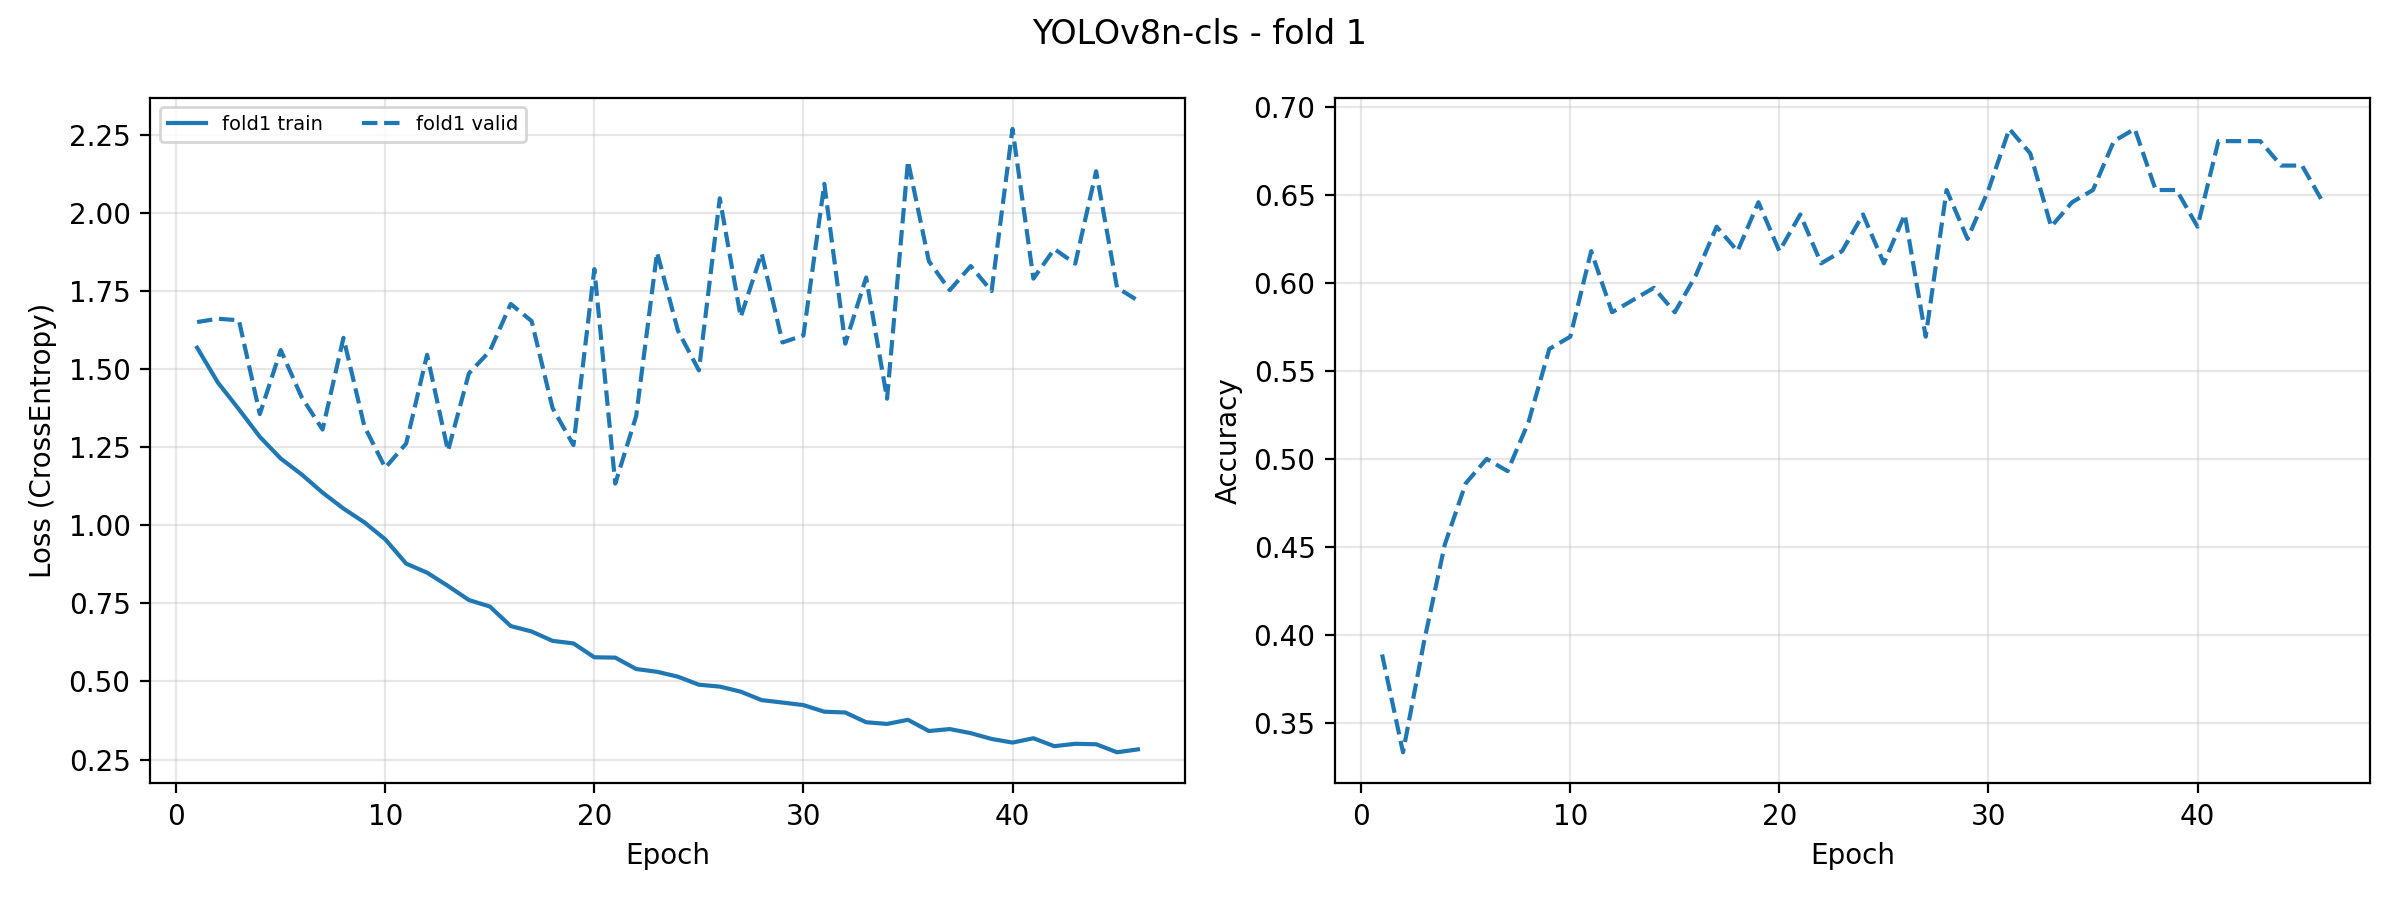 YOLOv8n-cls - fold 1
fold1 train
fold1 valid
2.25
2.00
1.75
1.50
1.25
1.00
0.75
0.50
0.25
Loss (CrossEntropy)
0 10 20 30 40
Epoch
0.70
0.65
0.60
0.55
0.50
0.45
0.40
0.35
Accuracy
0 10 20 30 40
Epoch